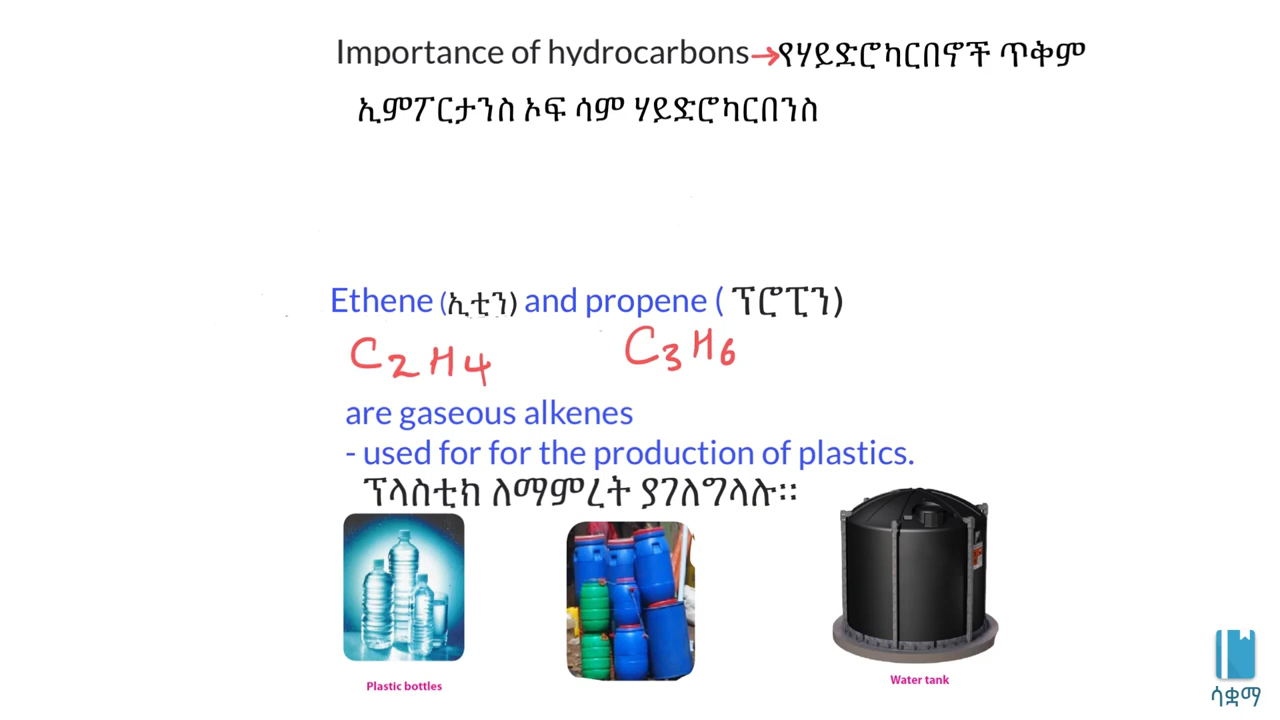 Importance of hydrocarbons→የሃይድሮካርበኖች ጥቅም
ኢምፖርታንስ ኦፍ ሳም ሃይድሮካርበንስ
Ethene (ኢቲን) and propene ( ፕሮፒን)
C2H4 C3H6
are gaseous alkenes
- used for for the production of plastics.
ፕላስቲክ ለማምረት ያገለግላሉ፡፡
Plastic bottles
Water tank
ሳቋማ